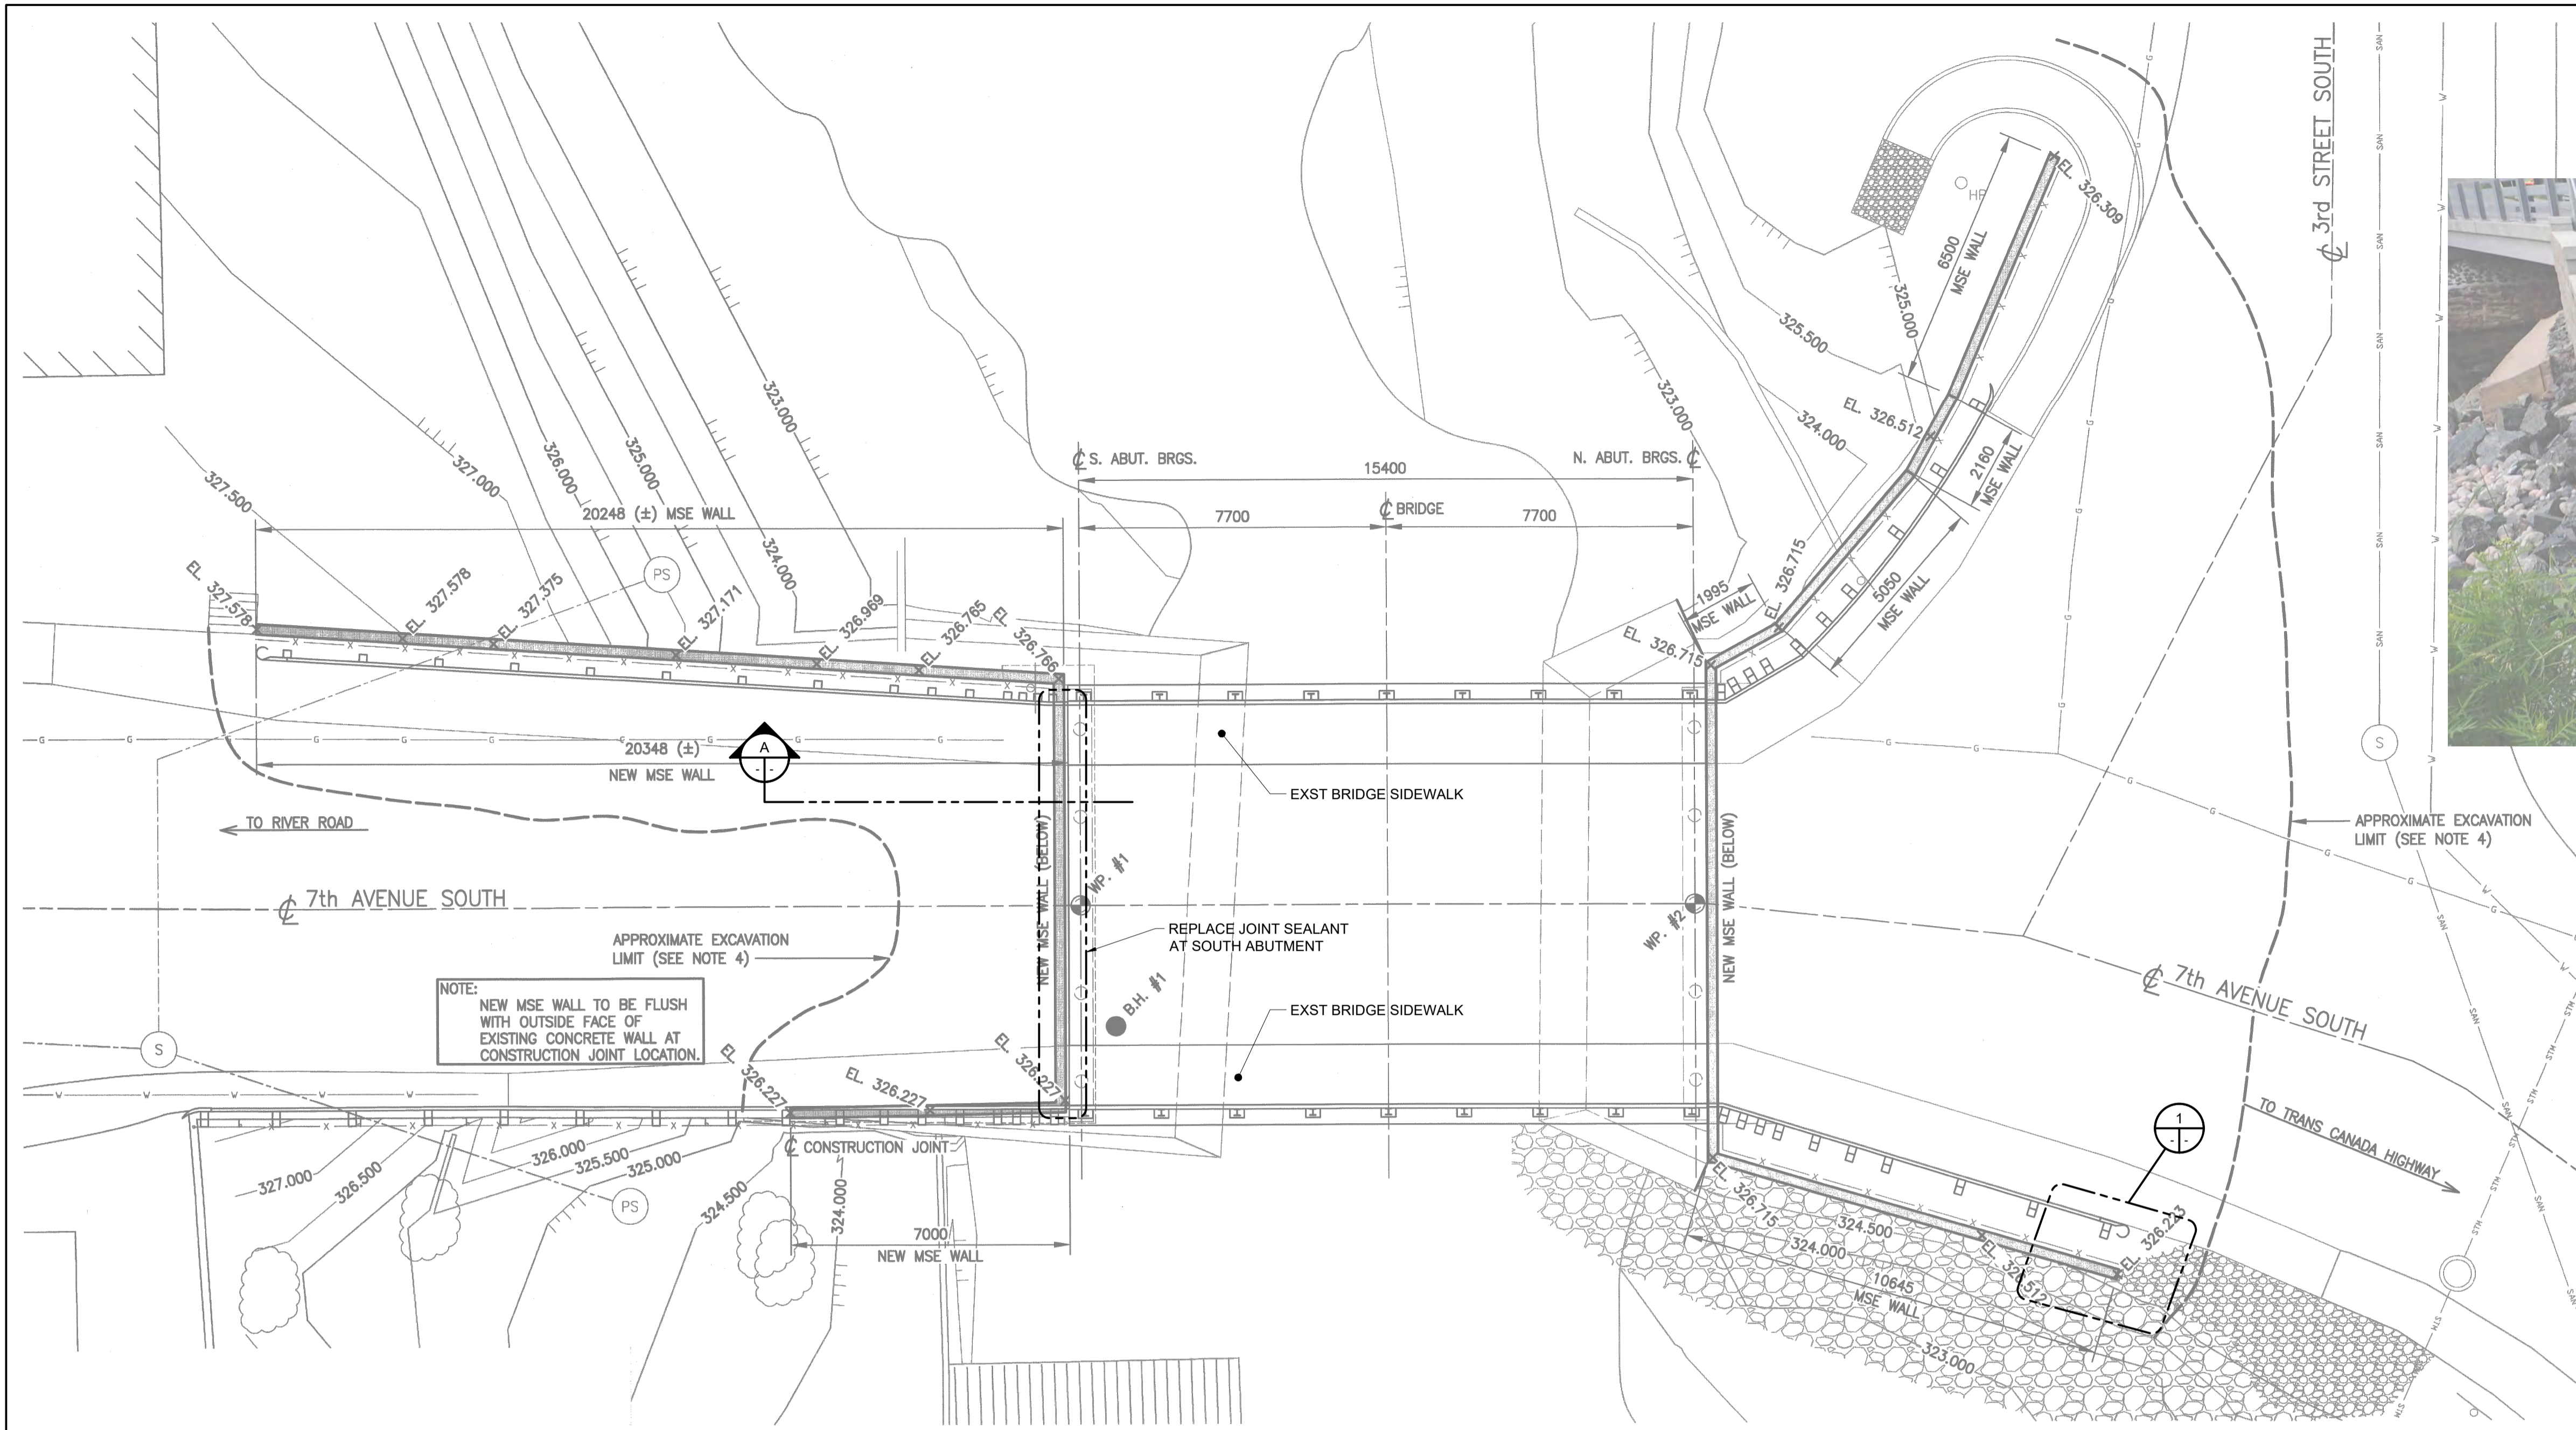 ℄ 3rd STREET SOUTH
SAN
W
G
HP
EL. 326.309
6500
MSE WALL
325.000
325.500
323.000
324.000
EL. 326.512
2160
MSE WALL
5050
MSE WALL
1995
MSE WALL
EL. 326.715
EL. 326.715
℄ S. ABUT. BRGS.
N. ABUT. BRGS. ℄
15400
℄ BRIDGE
7700
7700
327.500
327.000
326.000
325.000
324.000
323.000
20248 (±) MSE WALL
PS
EL. 327.578
EL. 327.578
EL. 327.375
EL. 327.171
EL. 326.969
EL. 326.765
EL. 326.766
G G G G G G G G
20348 (±)
NEW MSE WALL
A
- -
EXST BRIDGE SIDEWALK
TO RIVER ROAD
NEW MSE WALL (BELOW)
NEW MSE WALL (BELOW)
S
APPROXIMATE EXCAVATION
LIMIT (SEE NOTE 4)
℄ 7th AVENUE SOUTH
WP. #1
WP. #2
REPLACE JOINT SEALANT
AT SOUTH ABUTMENT
APPROXIMATE EXCAVATION
LIMIT (SEE NOTE 4)
B.H. #1
EXST BRIDGE SIDEWALK
NOTE:
NEW MSE WALL TO BE FLUSH
WITH OUTSIDE FACE OF
EXISTING CONCRETE WALL AT
CONSTRUCTION JOINT LOCATION.
℄ 7th AVENUE SOUTH
S
W W W W W
EL. 326.227
EL. 326.227
EL. 326.227
℄ CONSTRUCTION JOINT
327.000
326.500
326.000
325.500
325.000
324.500
324.000
PS
7000
NEW MSE WALL
1
- -
TO TRANS CANADA HIGHWAY
EL. 326.715
324.500
324.000
EL. 326.512
EL. 326.223
10645
MSE WALL
323.000
STM
SAN